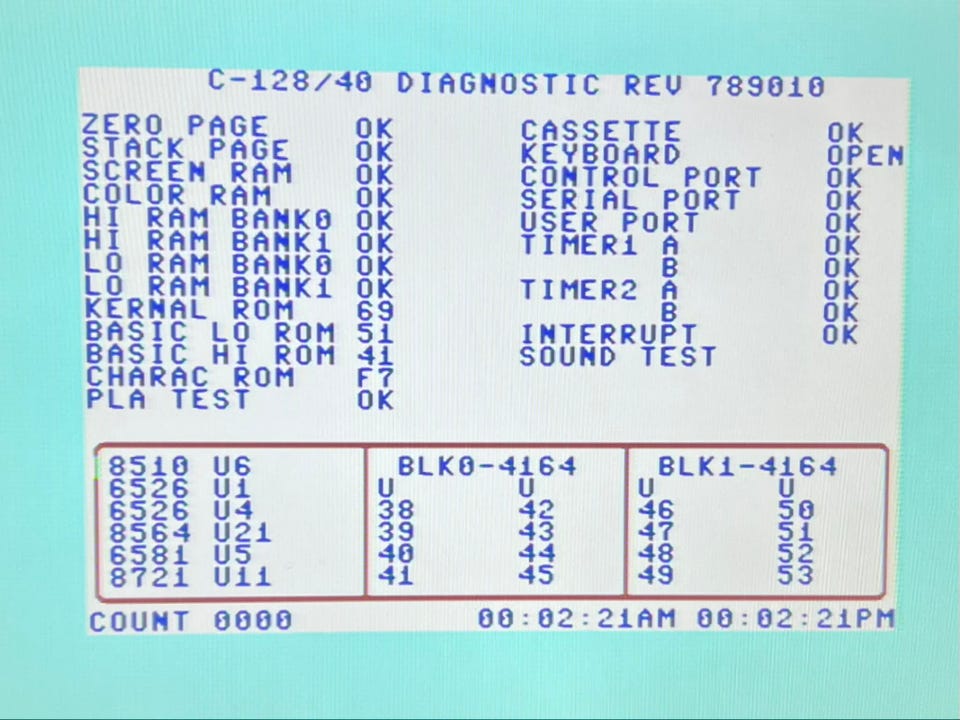 C-128/40 DIAGNOSTIC REV 789010
ZERO PAGE OK
STACK PAGE OK
SCREEN RAM OK
COLOR RAM OK
HI RAM BANK0 OK
HI RAM BANK1 OK
LO RAM BANK0 OK
LO RAM BANK1 OK
KERNAL ROM 69
BASIC LO ROM 51
BASIC HI ROM 41
CHARAC ROM F7
PLA TEST OK
CASSETTE OK
KEYBOARD OPEN
CONTROL PORT OK
SERIAL PORT OK
USER PORT OK
TIMER1 A OK
B OK
TIMER2 A OK
B OK
INTERRUPT OK
SOUND TEST
8510 U6
6526 U1
6526 U4
8564 U21
6581 U5
8721 U11
BLK0-4164
U U
38 42
39 43
40 44
41 45
BLK1-4164
U U
46 50
47 51
48 52
49 53
COUNT 0000 00:02:21AM 00:02:21PM